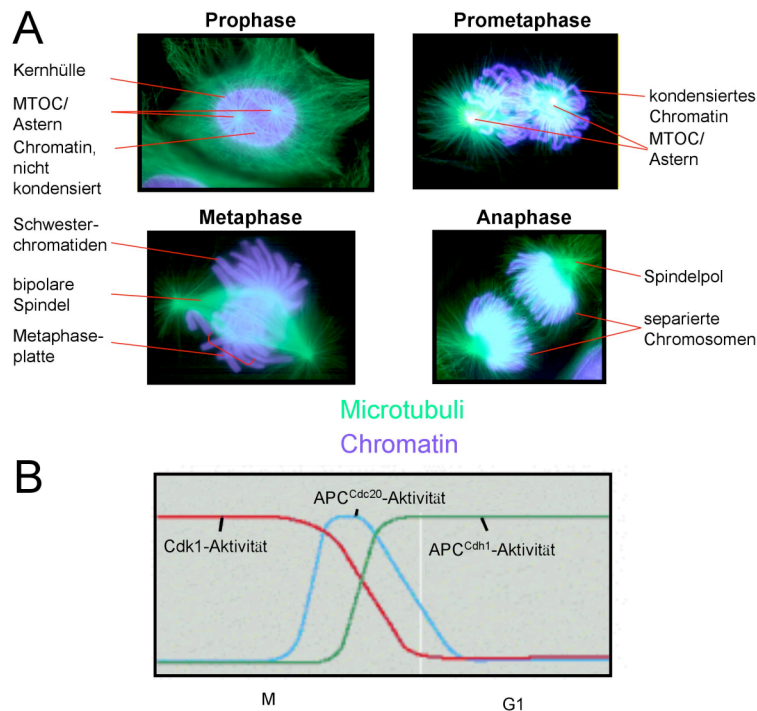 A
Prophase
Prometaphase
Kernhülle
MTOC/
Astern
Chromatin,
nicht
kondensiert
kondensiertes
Chromatin
MTOC/
Astern
Metaphase
Anaphase
Schwester-
chromatiden
bipolare
Spindel
Metaphase-
platte
Spindelpol
separierte
Chromosomen
Microtubuli
Chromatin
B
APCCdc20-Aktivität
Cdk1-Aktivität
APCCdh1-Aktivität
M
G1